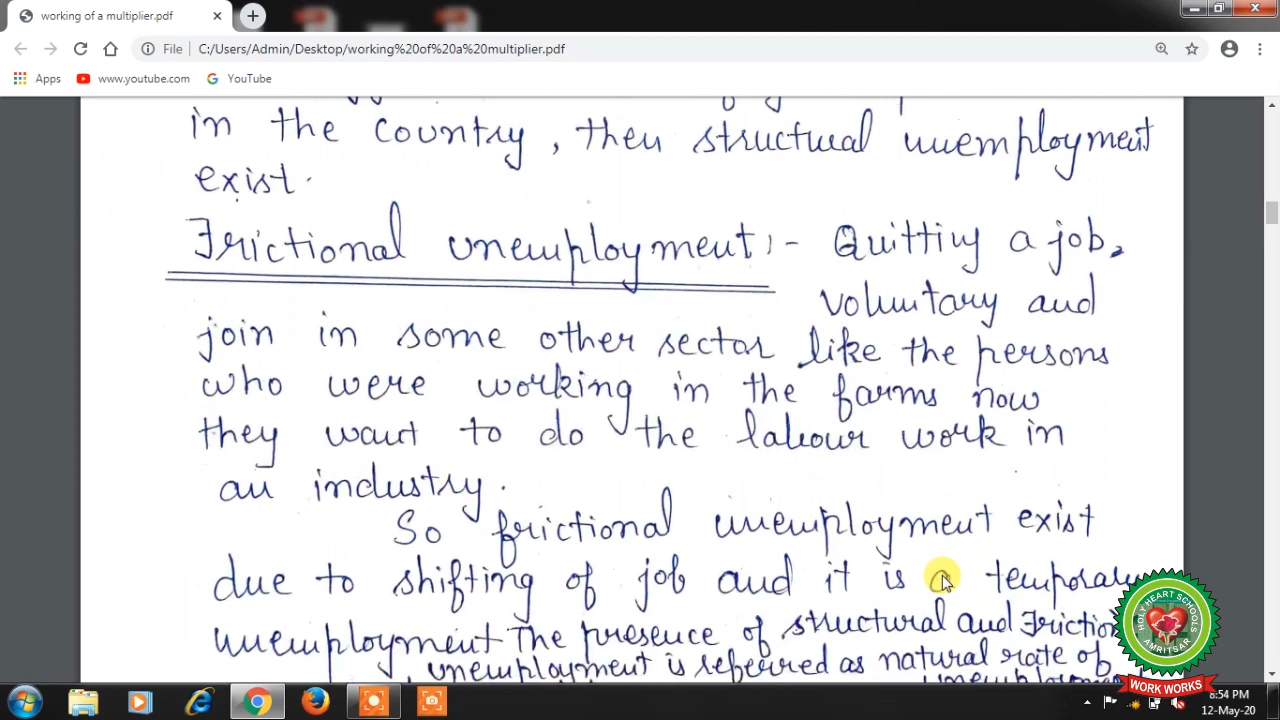 working of a multiplier.pdf
File C:/Users/Admin/Desktop/working%20of%20a%20multiplier.pdf
Apps www.youtube.com YouTube
in the country, then structural unemployment
exist.
Frictional unemployment :- Quitting a job,
voluntary and
join in some other sector like the persons
who were working in the farms now
they want to do the labour work in
an industry.
So frictional unemployment exist
due to shifting of job and it is a temporary
unemployment The presence of structural and Friction
unemployment is referred as natural rate of
unemployment
HOLY HEART SCHOOLS
AMRITSAR
WORK WORKS
8:54 PM
12-May-20